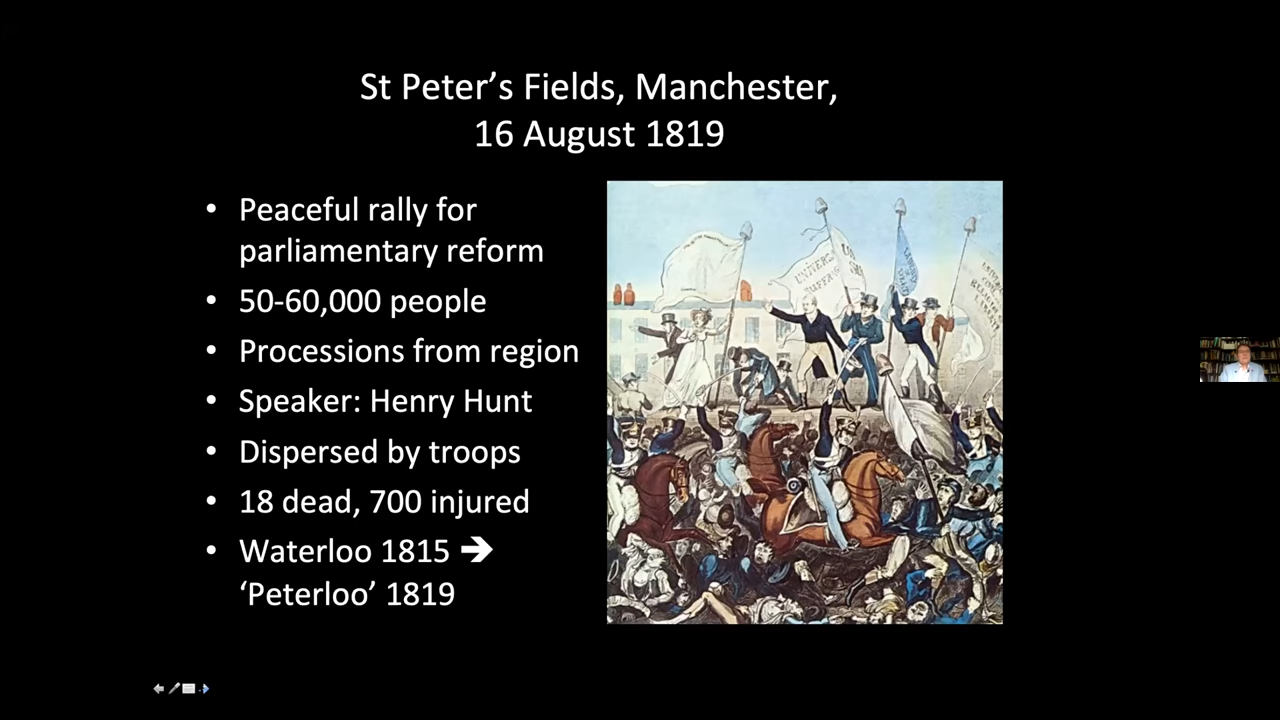 St Peter’s Fields, Manchester,
16 August 1819
• Peaceful rally for
parliamentary reform
• 50-60,000 people
• Processions from region
• Speaker: Henry Hunt
• Dispersed by troops
• 18 dead, 700 injured
• Waterloo 1815 ➔
‘Peterloo’ 1819